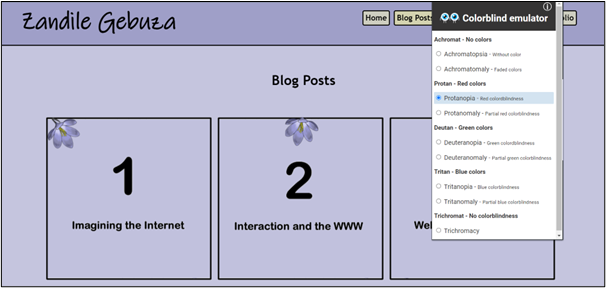 Zandile Gebuza
Home
Blog Posts
olio
Colorblind emulator
Achromat - No colors
Achromatopsia - Without color
Achromatomaly - Faded colors
Protan - Red colors
Protanopia - Red colorblindness
Protanomaly - Partial red colorblindness
Deutan - Green colors
Deuteranopia - Green colorblindness
Deuteranomaly - Partial green colorblindness
Tritan - Blue colors
Tritanopia - Blue colorblindness
Tritanomaly - Partial blue colorblindness
Trichromat - No colorblindness
Trichromacy
Blog Posts
1
Imagining the Internet
2
Interaction and the WWW